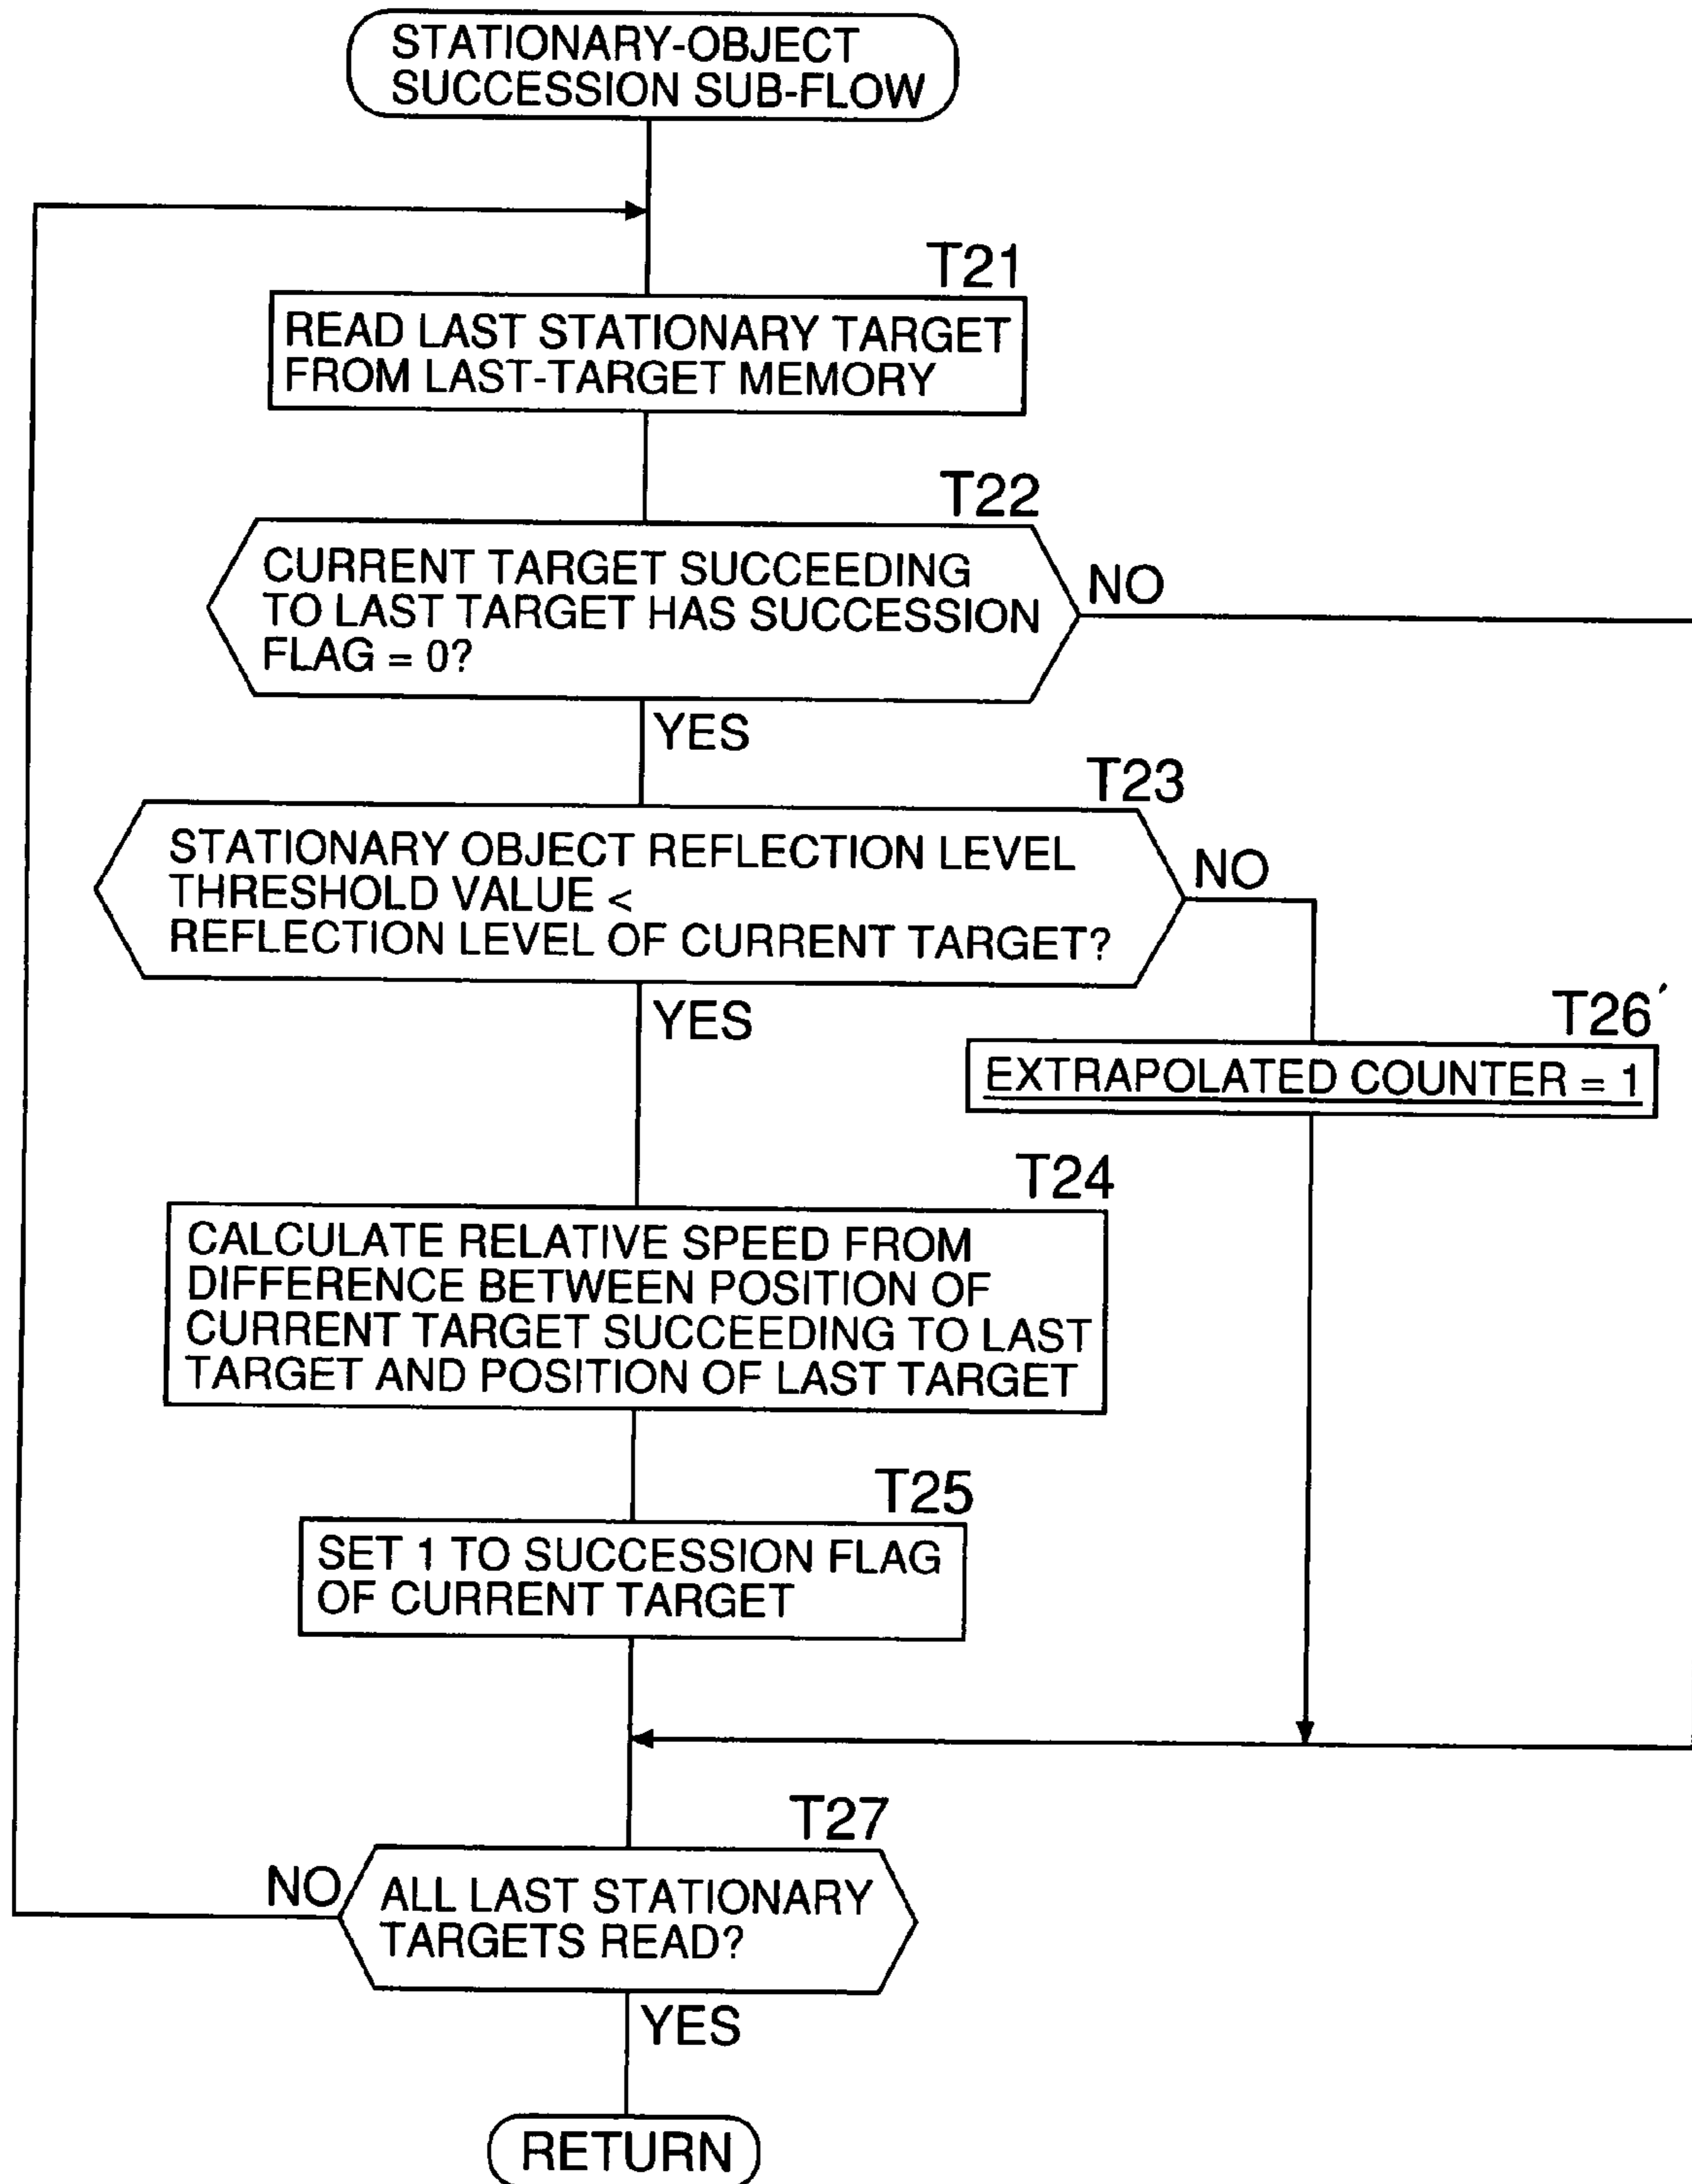 STATIONARY-OBJECT
SUCCESSION SUB-FLOW
T21
READ LAST STATIONARY TARGET
FROM LAST-TARGET MEMORY
T22
CURRENT TARGET SUCCEEDING
TO LAST TARGET HAS SUCCESSION
FLAG = 0?
NO
YES
T23
STATIONARY OBJECT REFLECTION LEVEL
THRESHOLD VALUE <
REFLECTION LEVEL OF CURRENT TARGET?
NO
YES
T26´
EXTRAPOLATED COUNTER = 1
T24
CALCULATE RELATIVE SPEED FROM
DIFFERENCE BETWEEN POSITION OF
CURRENT TARGET SUCCEEDING TO LAST
TARGET AND POSITION OF LAST TARGET
T25
SET 1 TO SUCCESSION FLAG
OF CURRENT TARGET
T27
NO
ALL LAST STATIONARY
TARGETS READ?
YES
RETURN